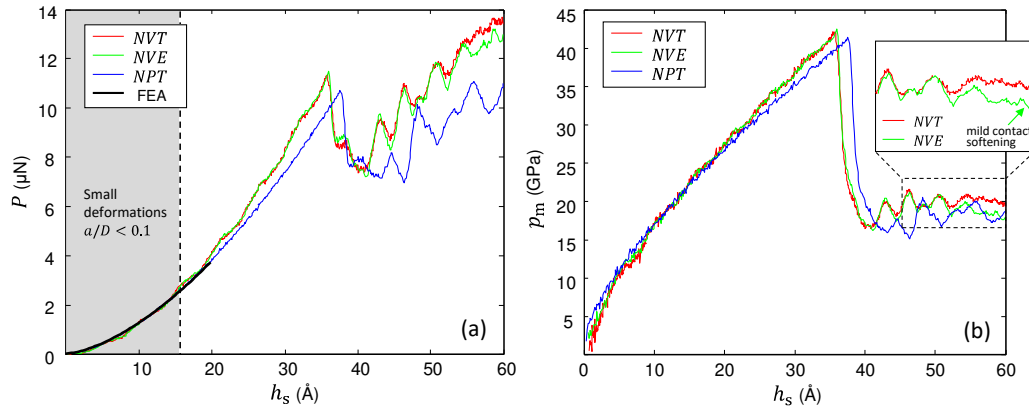 NVT
NVE
NPT
FEA
Small
deformations
a/D < 0.1
(a)
14
12
10
8
6
4
2
0
P (μN)
0 10 20 30 40 50 60
h_s (Å)
NVT
NVE
NPT
NVT
NVE
mild contact
softening
(b)
45
40
35
30
25
20
15
10
5
p_m (GPa)
0 10 20 30 40 50 60
h_s (Å)